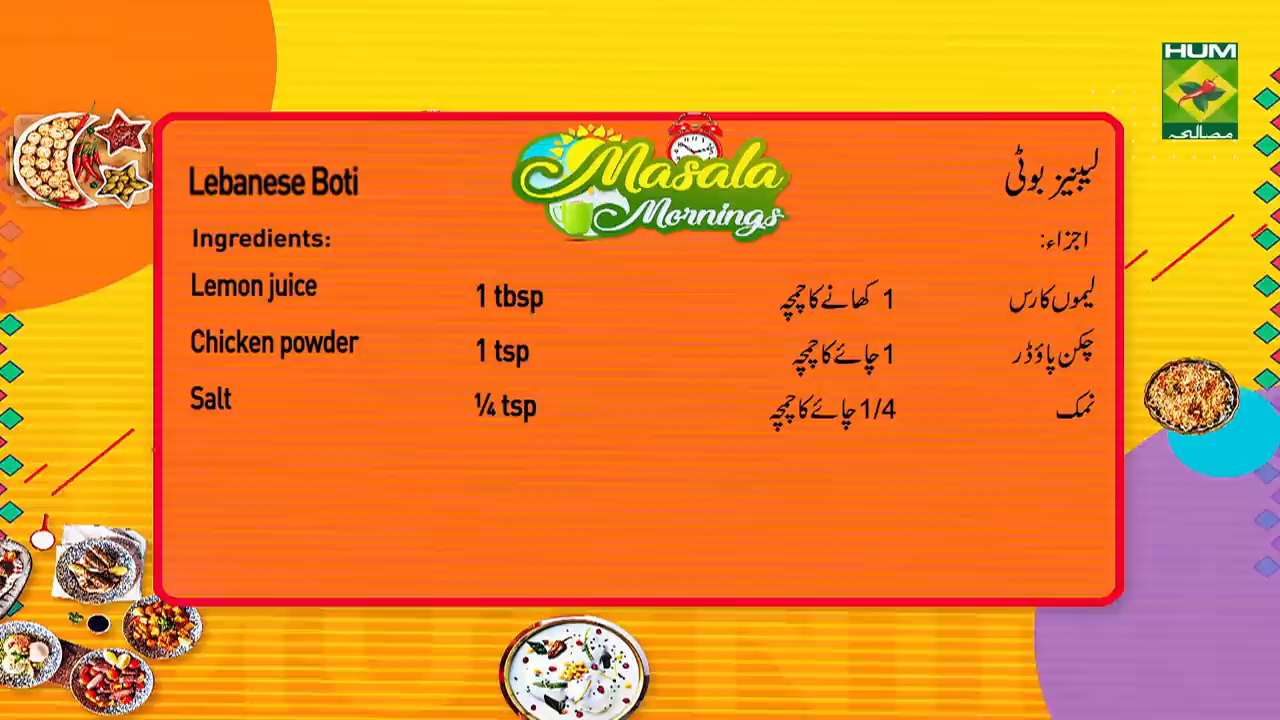 HUM
مصالحہ
Masala
Mornings
Lebanese Boti لیبنیز بوٹی
Ingredients: اجزاء:
Lemon juice 1 tbsp 1 کھانے کا چمچہ لیموں کا رس
Chicken powder 1 tsp 1 چائے کا چمچہ چکن پاؤڈر
Salt ¼ tsp 1/4 چائے کا چمچہ نمک